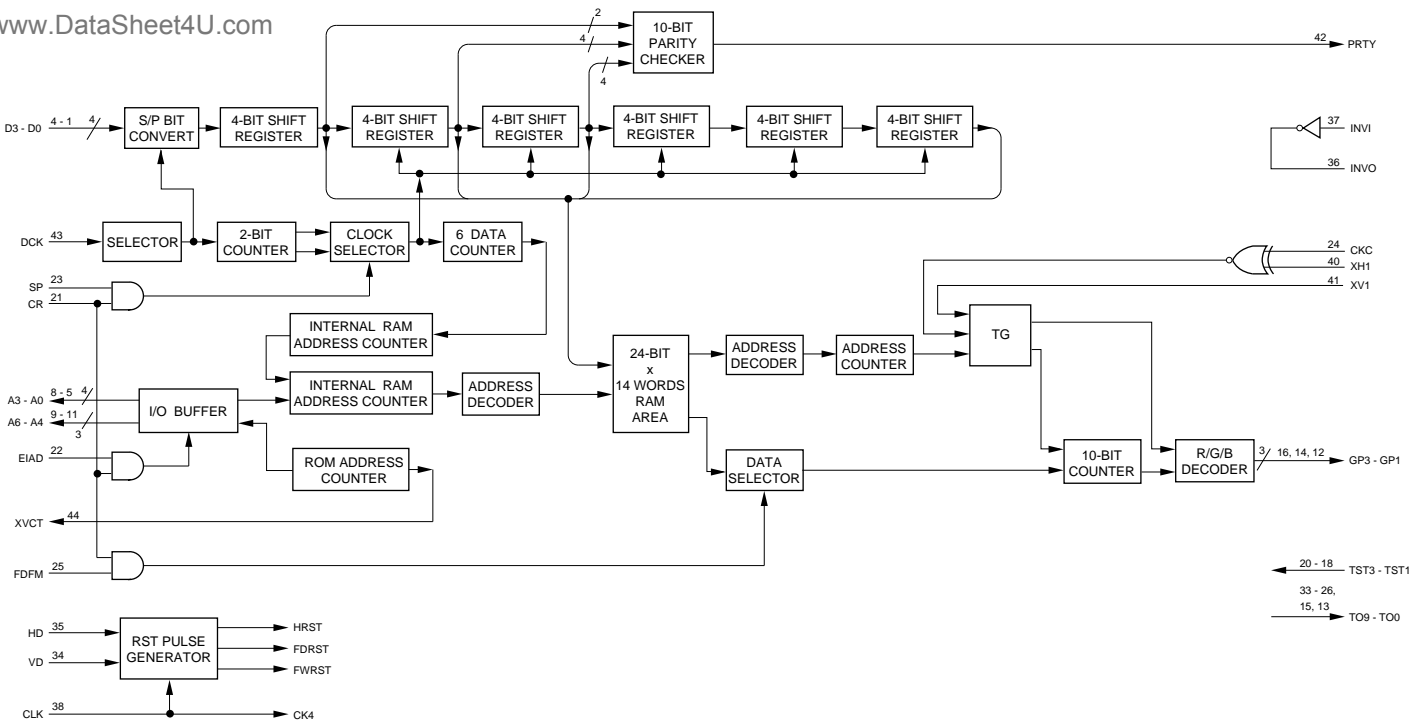 www.DataSheet4U.com
2
10-BIT
PARITY
CHECKER
4
4
42
PRTY
D3 - D0
4 - 1
4
S/P BIT
CONVERT
4-BIT SHIFT
REGISTER
4-BIT SHIFT
REGISTER
4-BIT SHIFT
REGISTER
4-BIT SHIFT
REGISTER
4-BIT SHIFT
REGISTER
4-BIT SHIFT
REGISTER
37
INVI
36
INVO
DCK
43
SELECTOR
2-BIT
COUNTER
CLOCK
SELECTOR
6 DATA
COUNTER
24
CKC
40
XH1
41
XV1
SP
23
CR
21
INTERNAL RAM
ADDRESS COUNTER
INTERNAL RAM
ADDRESS COUNTER
ADDRESS
DECODER
24-BIT
x
14 WORDS
RAM
AREA
ADDRESS
DECODER
ADDRESS
COUNTER
TG
A3 - A0
8 - 5
4
A6 - A4
9 - 11
3
I/O BUFFER
EIAD
22
ROM ADDRESS
COUNTER
DATA
SELECTOR
10-BIT
COUNTER
R/G/B
DECODER
3
16, 14, 12
GP3 - GP1
XVCT
44
FDFM
25
20 - 18
TST3 - TST1
33 - 26,
15, 13
TO9 - TO0
HD
35
VD
34
RST PULSE
GENERATOR
HRST
FDRST
FWRST
CLK
38
CK4